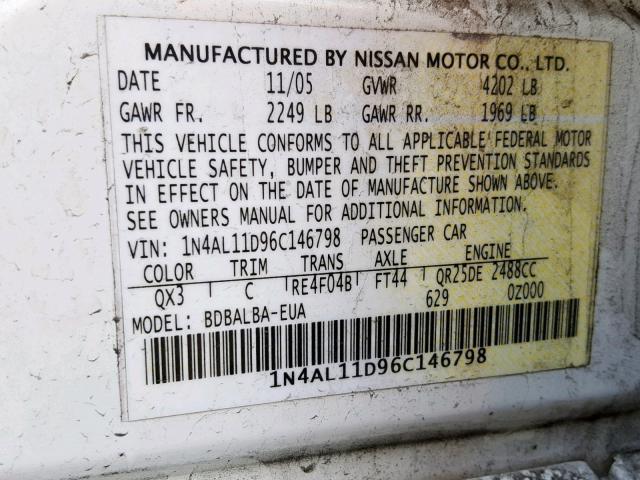 MANUFACTURED BY NISSAN MOTOR CO., LTD.
DATE 11/05 GVWR 4202 LB
GAWR FR. 2249 LB GAWR RR. 1969 LB
THIS VEHICLE CONFORMS TO ALL APPLICABLE FEDERAL MOTOR
VEHICLE SAFETY, BUMPER AND THEFT PREVENTION STANDARDS
IN EFFECT ON THE DATE OF MANUFACTURE SHOWN ABOVE.
SEE OWNERS MANUAL FOR ADDITIONAL INFORMATION.
VIN: 1N4AL11D96C146798 PASSENGER CAR
COLOR TRIM TRANS AXLE ENGINE
QX3 C RE4F04B FT44 QR25DE 2488CC
MODEL: BDBALBA-EUA 629 0Z000
1N4AL11D96C146798